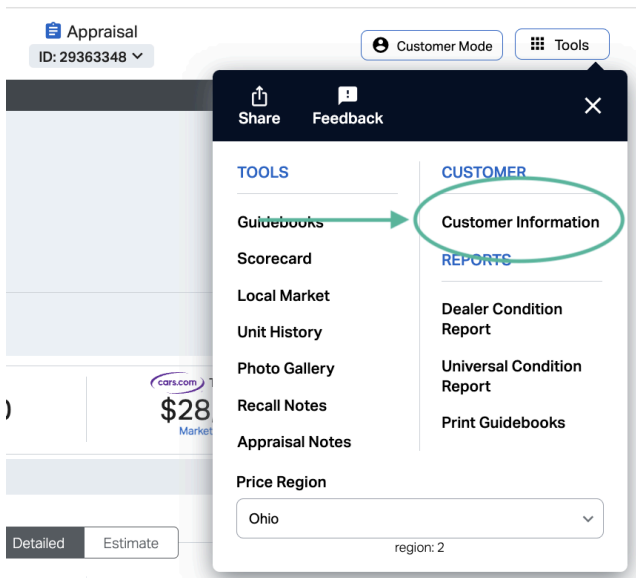 Appraisal
ID: 29363348
Customer Mode
Tools
Share
Feedback
TOOLS
Guidebooks
Scorecard
Local Market
Unit History
Photo Gallery
Recall Notes
Appraisal Notes
CUSTOMER
Customer Information
REPORTS
Dealer Condition
Report
Universal Condition
Report
Print Guidebooks
cars.com
$28,
Market
Price Region
Ohio
region: 2
Detailed
Estimate